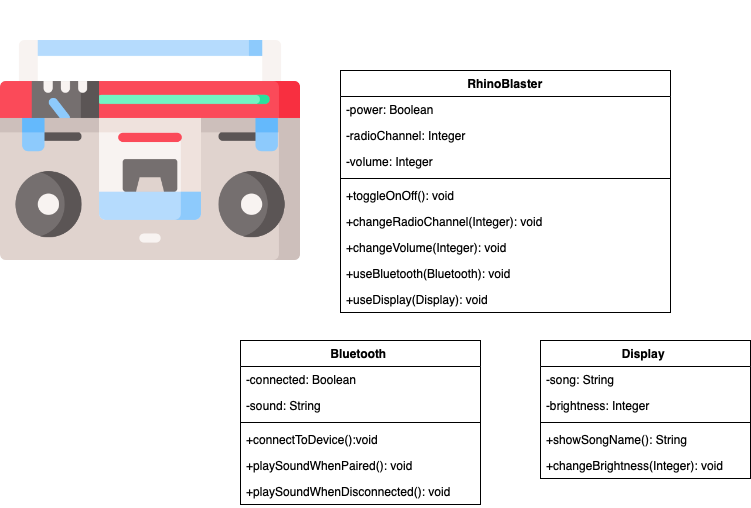 RhinoBlaster
-power: Boolean
-radioChannel: Integer
-volume: Integer
+toggleOnOff(): void
+changeRadioChannel(Integer): void
+changeVolume(Integer): void
+useBluetooth(Bluetooth): void
+useDisplay(Display): void
Bluetooth
-connected: Boolean
-sound: String
+connectToDevice():void
+playSoundWhenPaired(): void
+playSoundWhenDisconnected(): void
Display
-song: String
-brightness: Integer
+showSongName(): String
+changeBrightness(Integer): void